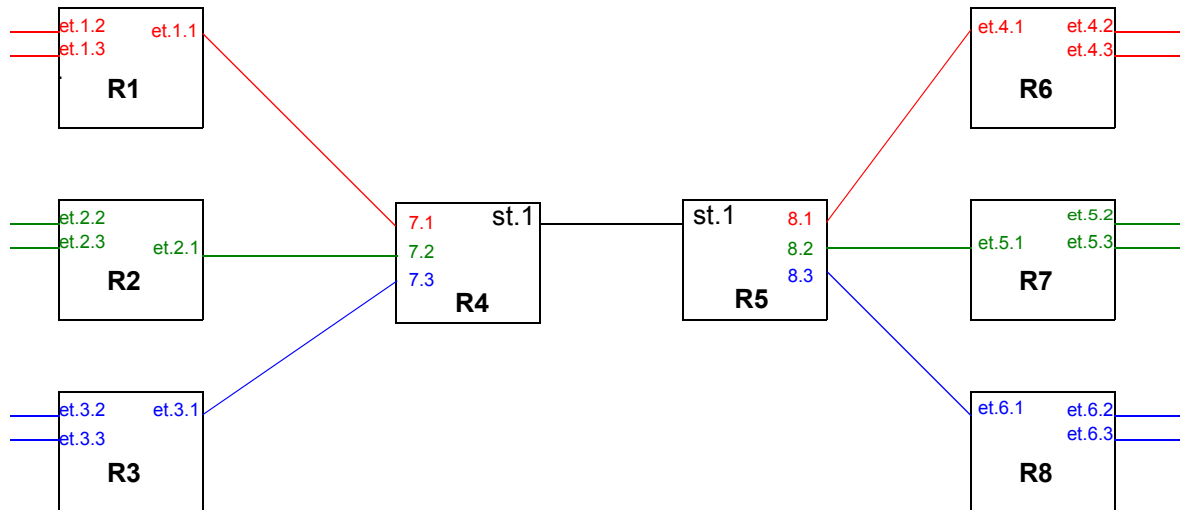 et.1.2 et.1.1
et.1.3
R1
et.4.1 et.4.2
et.4.3
R6
et.2.2
et.2.3 et.2.1
R2
7.1 st.1
7.2
7.3
R4
st.1 8.1
8.2
8.3
R5
et.5.2
et.5.1 et.5.3
R7
et.3.2 et.3.1
et.3.3
R3
et.6.1 et.6.2
et.6.3
R8